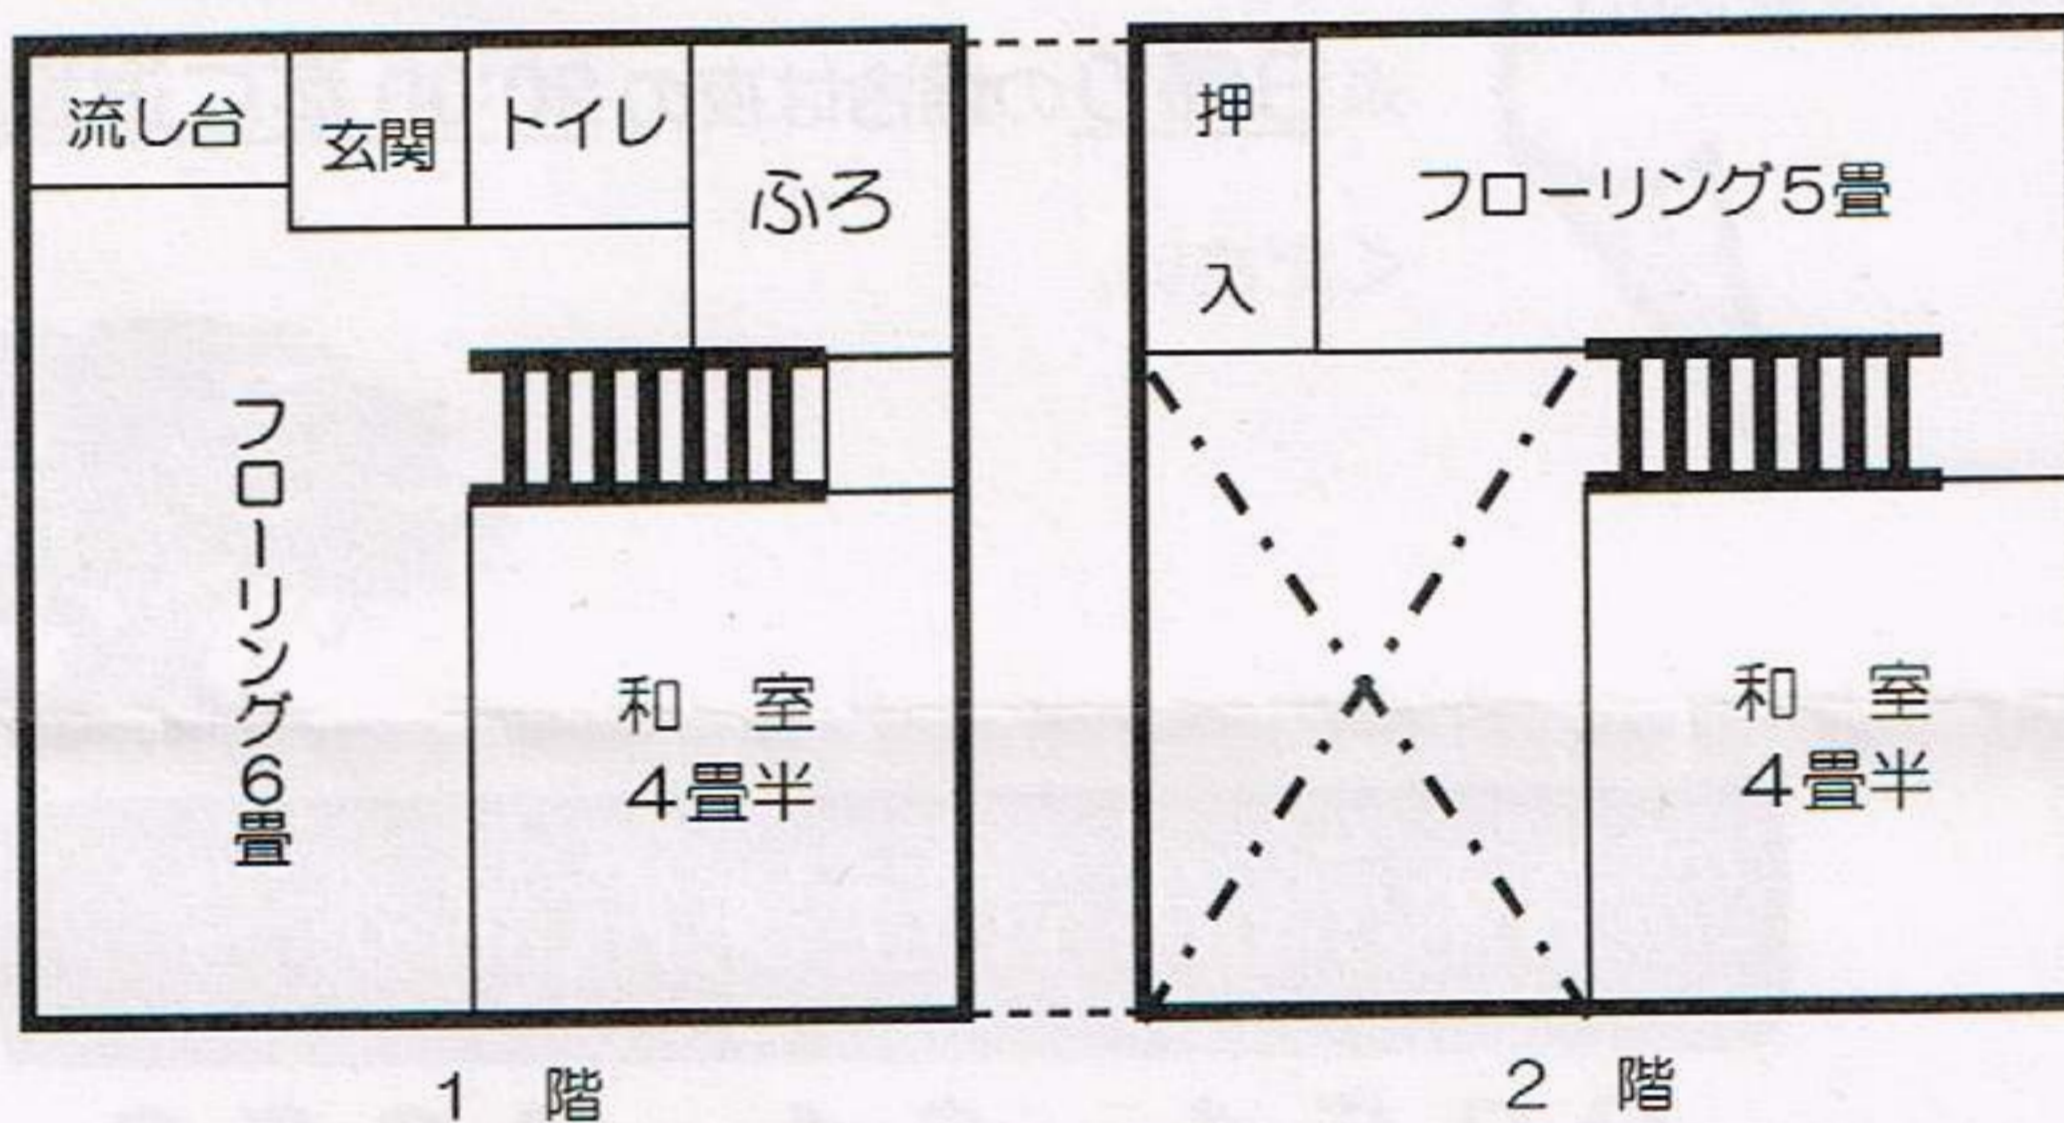 流し台
玄関
トイレ
ふろ
フローリング6畳
和 室
4畳半
1 階
押
入
フローリング5畳
和 室
4畳半
2 階